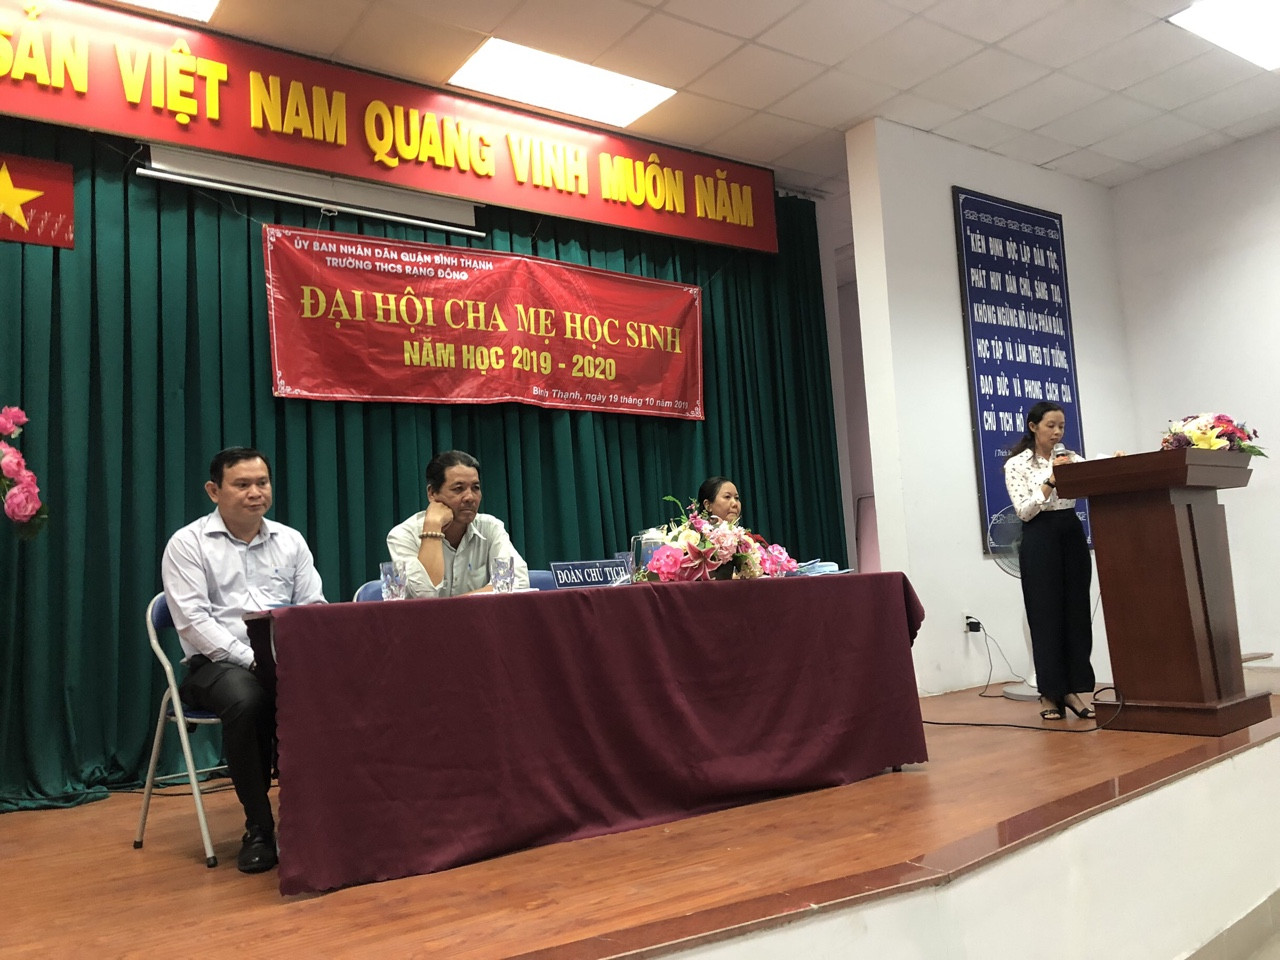 SẢN VIỆT NAM QUANG VINH MUÔN NĂM
ỦY BAN NHÂN DÂN QUẬN BÌNH THẠNH
TRƯỜNG THCS RẠNG ĐÔNG
ĐẠI HỘI CHA MẸ HỌC SINH
NĂM HỌC 2019 - 2020
Bình Thạnh, ngày 19 tháng 10 năm 2019
"KIÊN ĐỊNH ĐỘC LẬP DÂN TỘC,
PHÁT HUY DÂN CHỦ, SÁNG TẠO,
KHÔNG NGỪNG NỖ LỰC PHẤN ĐẤU,
HỌC TẬP VÀ LÀM THEO TƯ TƯỞNG,
ĐẠO ĐỨC VÀ PHONG CÁCH CỦA
CHỦ TỊCH HỒ
( Trích
ĐOÀN CHỦ TỊCH